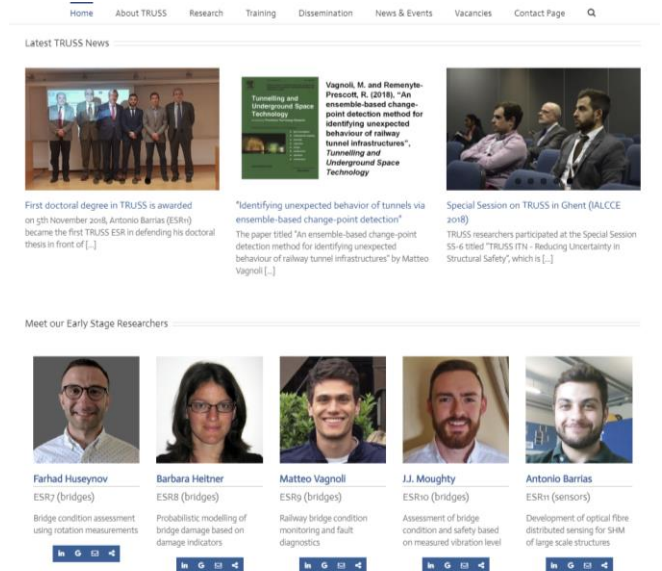 Home About TRUSS Research Training Dissemination News & Events Vacancies Contact Page
Latest TRUSS News
Tunnelling and
Underground Space
Technology
Vagnoli, M. and Remenyte-
Prescott, R. (2018), "An
ensemble-based change-
point detection method for
identifying unexpected
behaviour of railway
tunnel infrastructures",
Tunnelling and
Underground Space
Technology
First doctoral degree in TRUSS is awarded
on 5th November 2018, Antonio Barrias (ESR11)
became the first TRUSS ESR in defending his doctoral
thesis in front of [...]
"Identifying unexpected behavior of tunnels via
ensemble-based change-point detection"
The paper titled "An ensemble-based change-point
detection method for identifying unexpected
behaviour of railway tunnel infrastructures" by Matteo
Vagnoli [...]
Special Session on TRUSS in Ghent (IALCCE
2018)
TRUSS researchers participated at the Special Session
SS-6 titled "TRUSS ITN - Reducing Uncertainty in
Structural Safety", which is [...]
Meet our Early Stage Researchers
Farhad Huseynov
ESR7 (bridges)
Bridge condition assessment
using rotation measurements
in G
Barbara Heitner
ESR8 (bridges)
Probabilistic modelling of
bridge damage based on
damage indicators
in G
Matteo Vagnoli
ESR9 (bridges)
Railway bridge condition
monitoring and fault
diagnostics
in G
J.J. Moughty
ESR10 (bridges)
Assessment of bridge
condition and safety based
on measured vibration level
in G
Antonio Barrias
ESR11 (sensors)
Development of optical fibre
distributed sensing for SHM
of large scale structures
in G